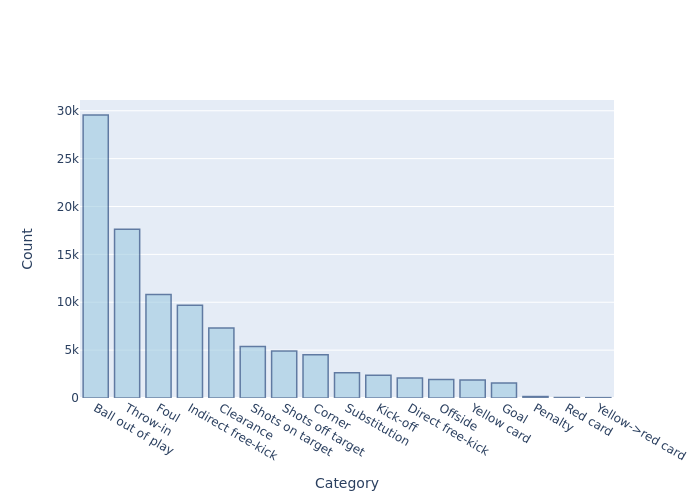 30k
25k
20k
15k
10k
5k
0
Count
Ball out of play
Throw-in
Foul
Indirect free-kick
Clearance
Shots on target
Shots off target
Corner
Substitution
Kick-off
Direct free-kick
Offside
Yellow card
Goal
Penalty
Red card
Yellow->red card
Category